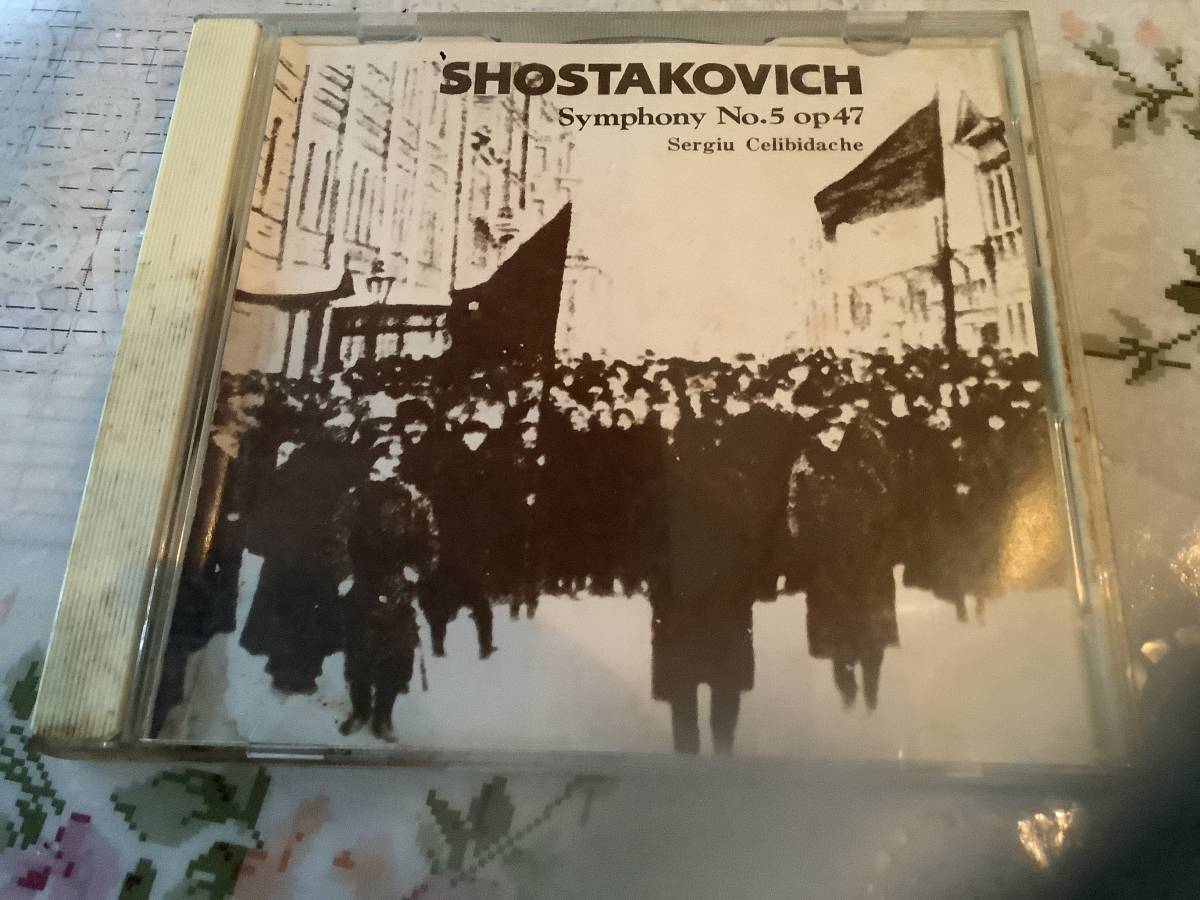 SHOSTAKOVICH
Symphony No.5 op47
Sergiu Celibidache